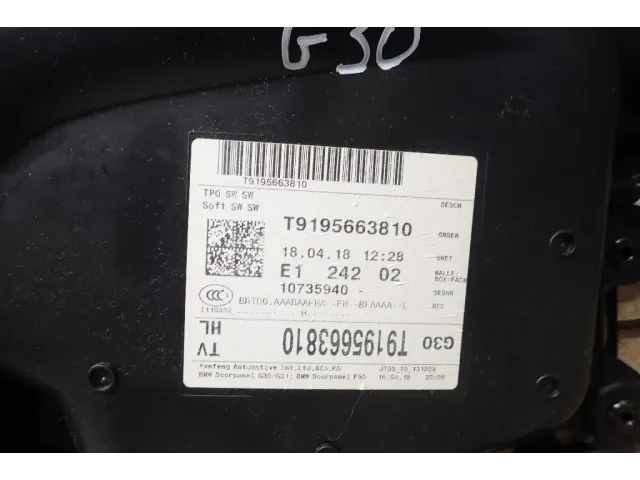 G30
T9195663810
TPO SW SW
Soft SW SW
BESCH
T9195663810
ORDER
18.04.18 12:28
E1 242 02
HALLE:
BOX/FACH
10735940 -
SEQNR
CCC
TV
HL
T9195663810
G30
Yanfeng Automotive Int.Ltd.&Co.KG
BMW Doorpanel G30/G31; BMW Doorpanel F90
16.04.18